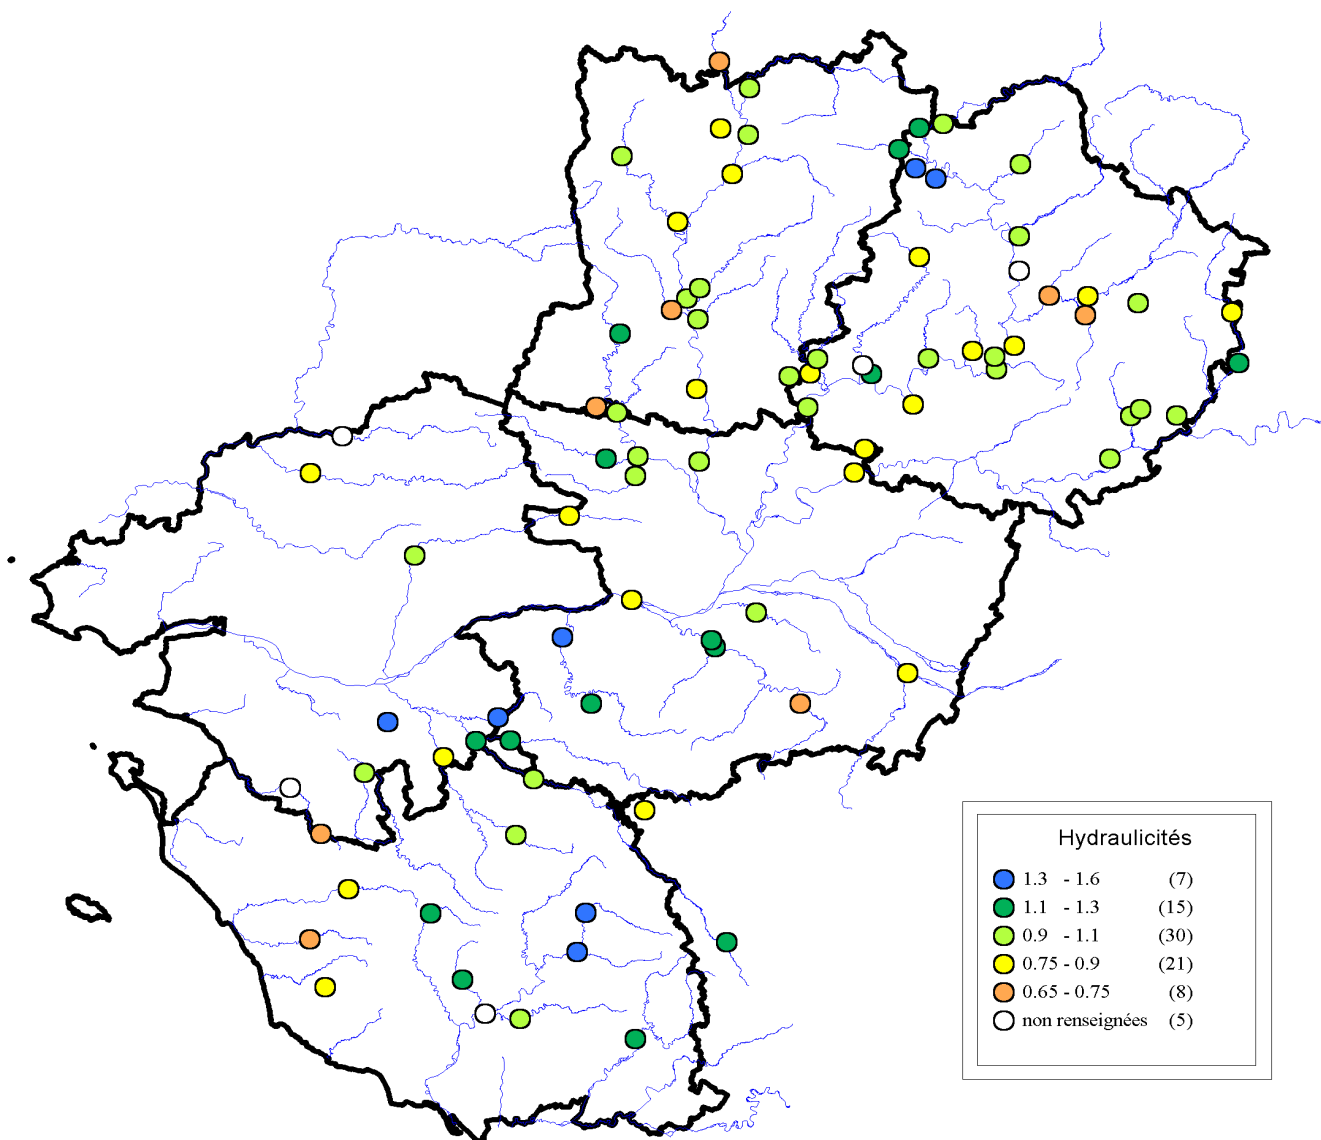 Hydraulicités
1.3 - 1.6 (7)
1.1 - 1.3 (15)
0.9 - 1.1 (30)
0.75 - 0.9 (21)
0.65 - 0.75 (8)
non renseignées (5)